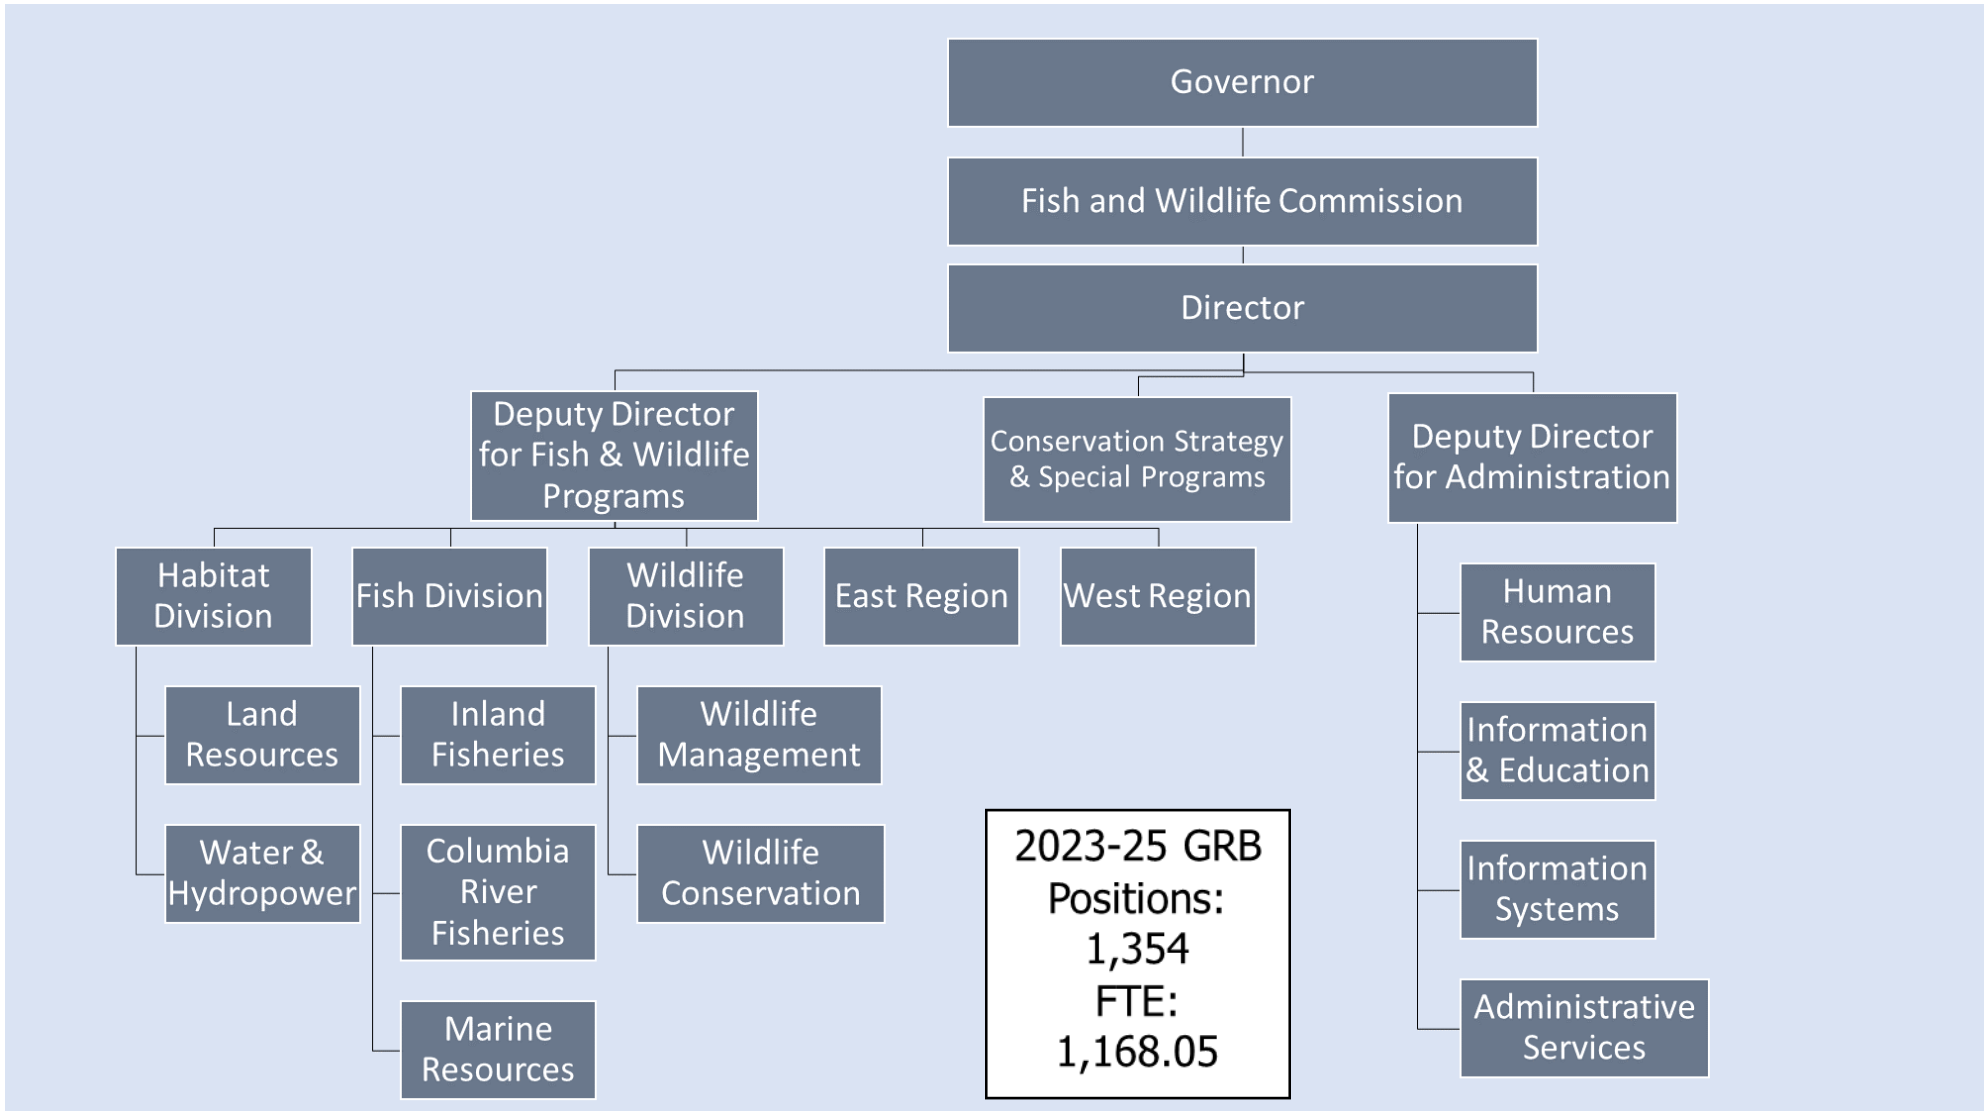 Governor
Fish and Wildlife Commission
Director
Deputy Director
for Fish & Wildlife
Programs
Conservation Strategy
& Special Programs
Deputy Director
for Administration
Habitat
Division
Fish Division
Wildlife
Division
East Region
West Region
Land
Resources
Water &
Hydropower
Inland
Fisheries
Columbia
River
Fisheries
Marine
Resources
Wildlife
Management
Wildlife
Conservation
Human
Resources
Information
& Education
Information
Systems
Administrative
Services
2023-25 GRB
Positions:
1,354
FTE:
1,168.05